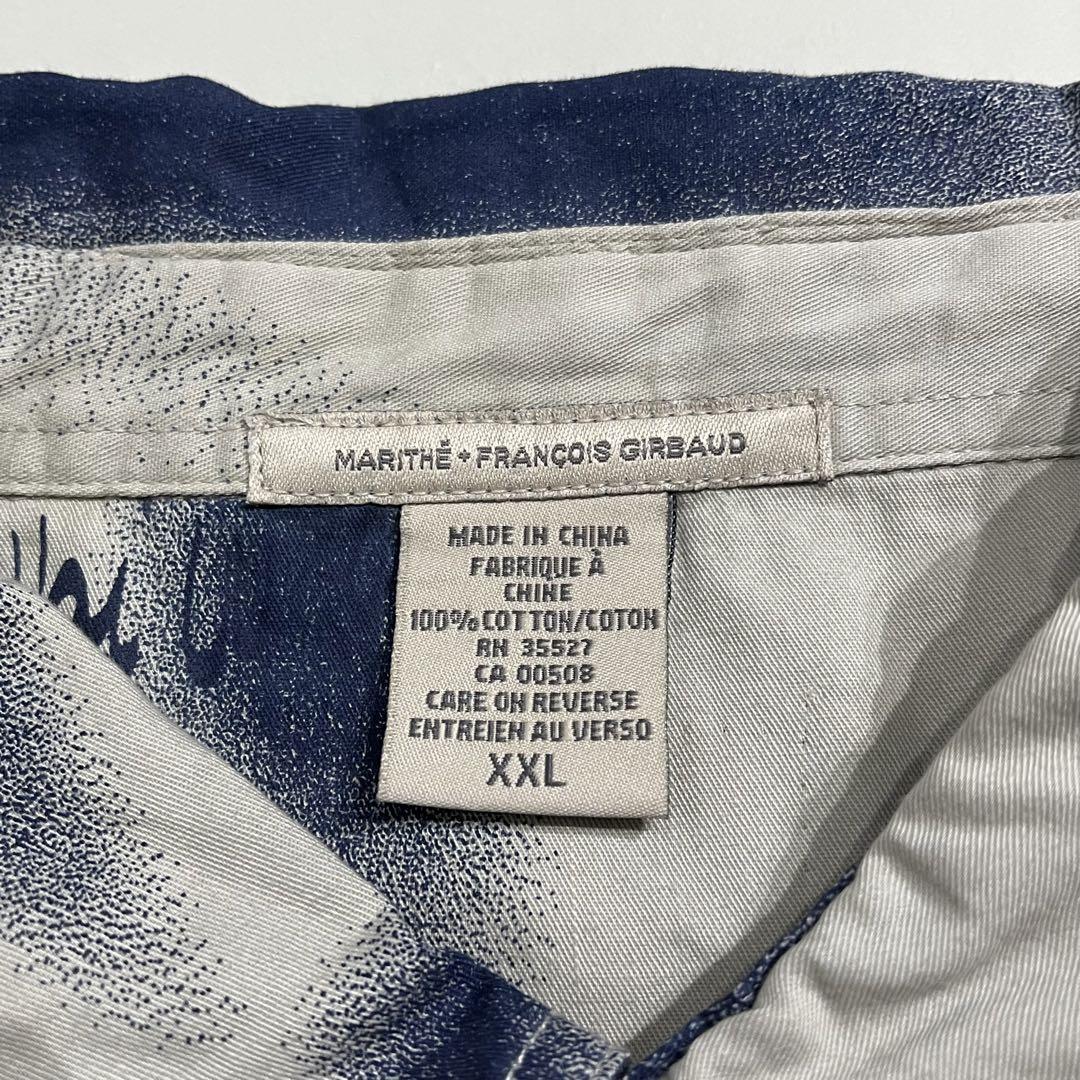 MARITHÉ + FRANÇOIS GIRBAUD
MADE IN CHINA
FABRIQUE À
CHINE
100% COTTON/COTON
RN 35527
CA 00508
CARE ON REVERSE
ENTREIEN AU VERSO
XXL